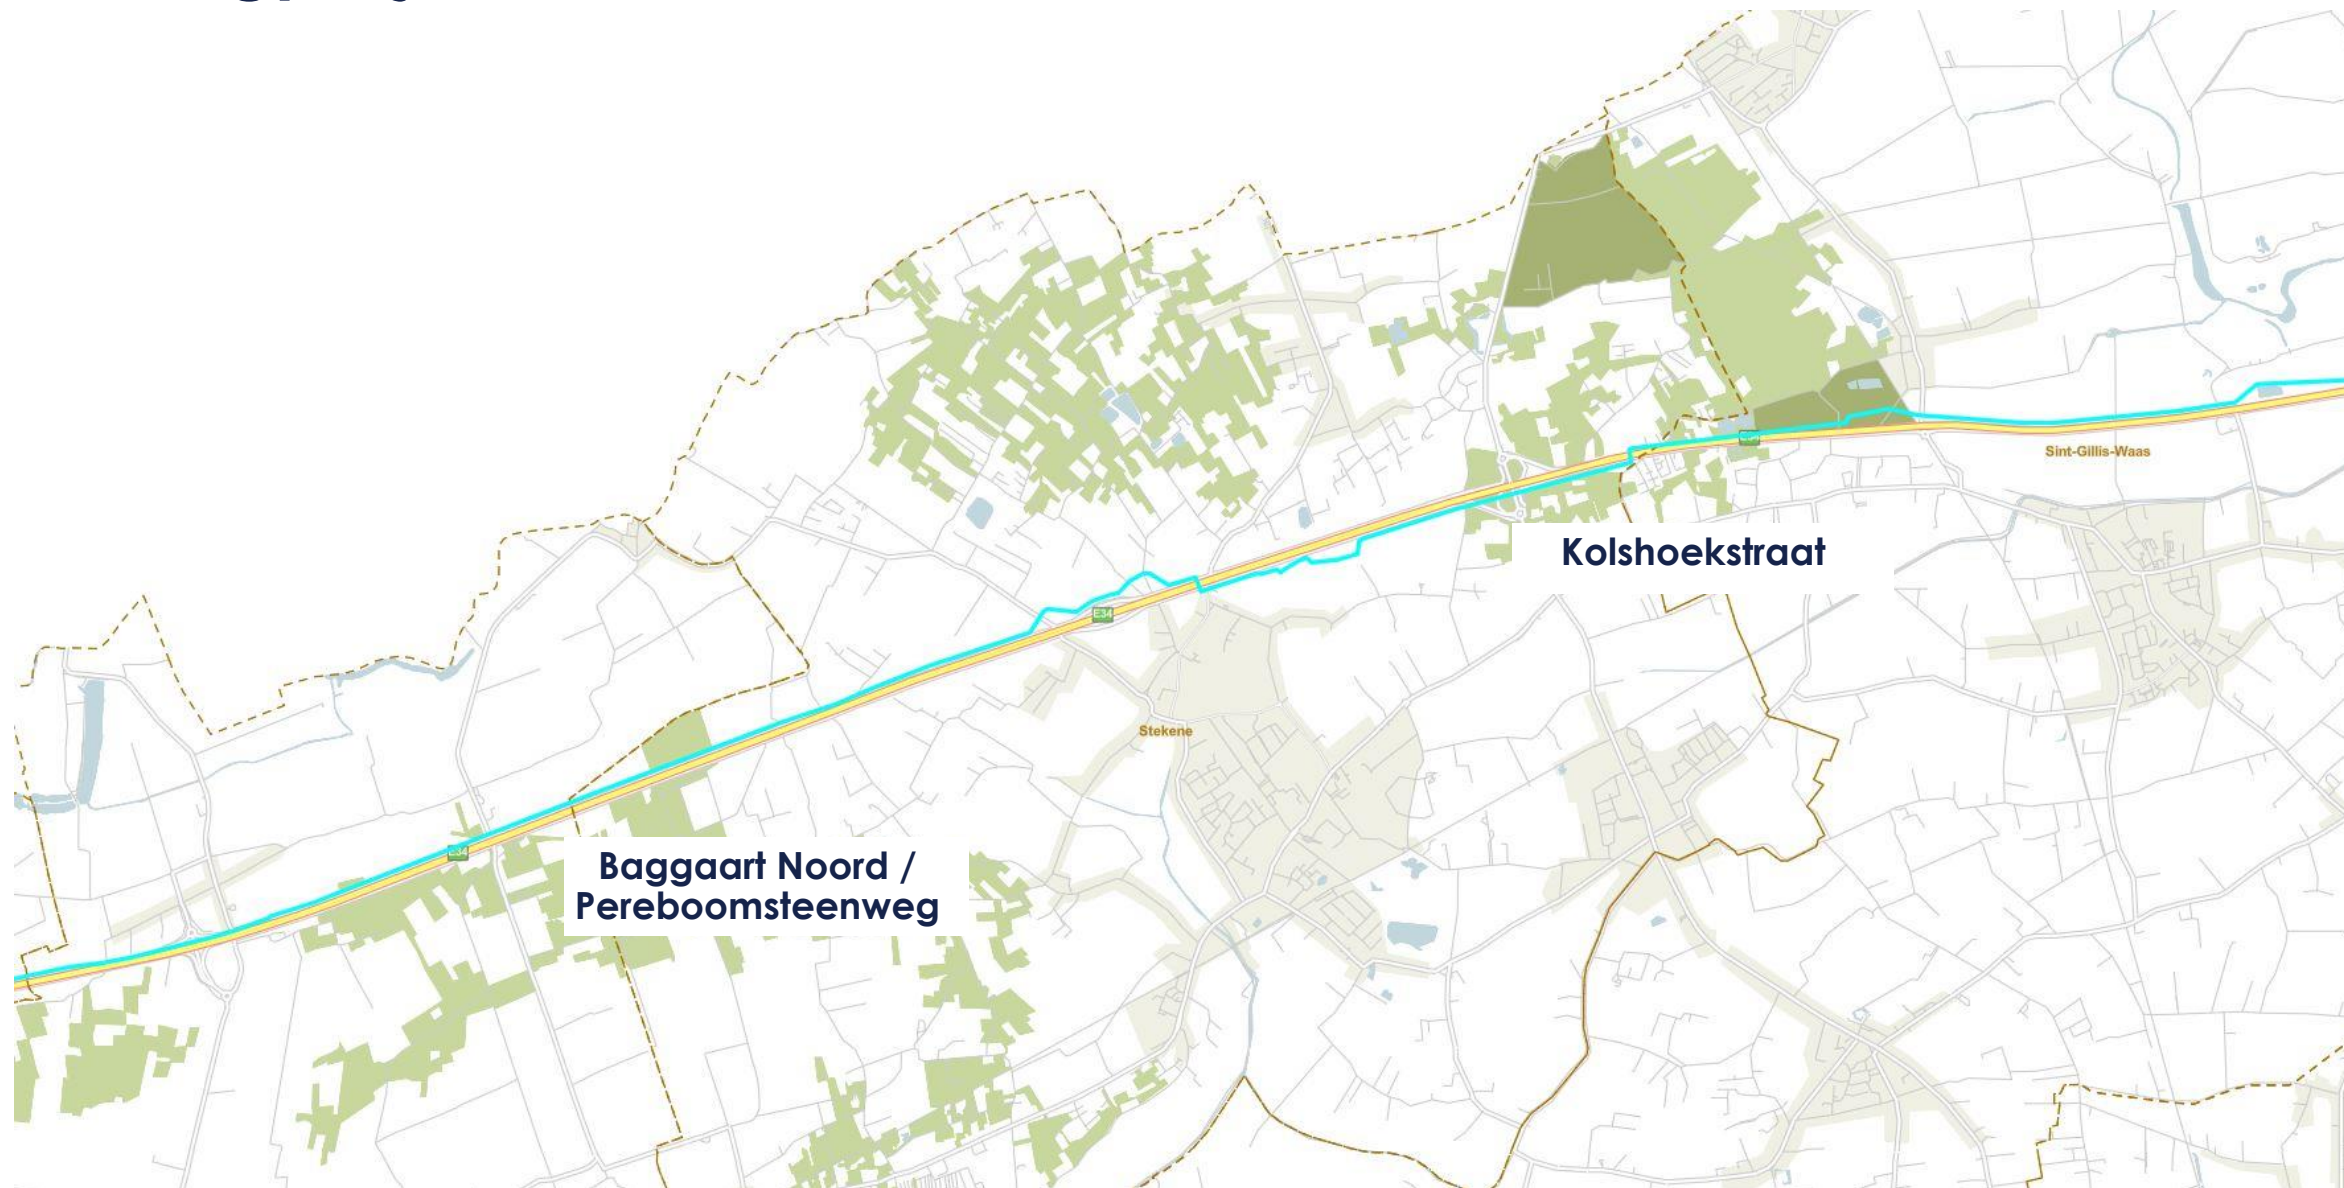 Sint-Gillis-Waas
Kolshoekstraat
E34
Stekene
E34
Baggaart Noord /
Pereboomsteenweg